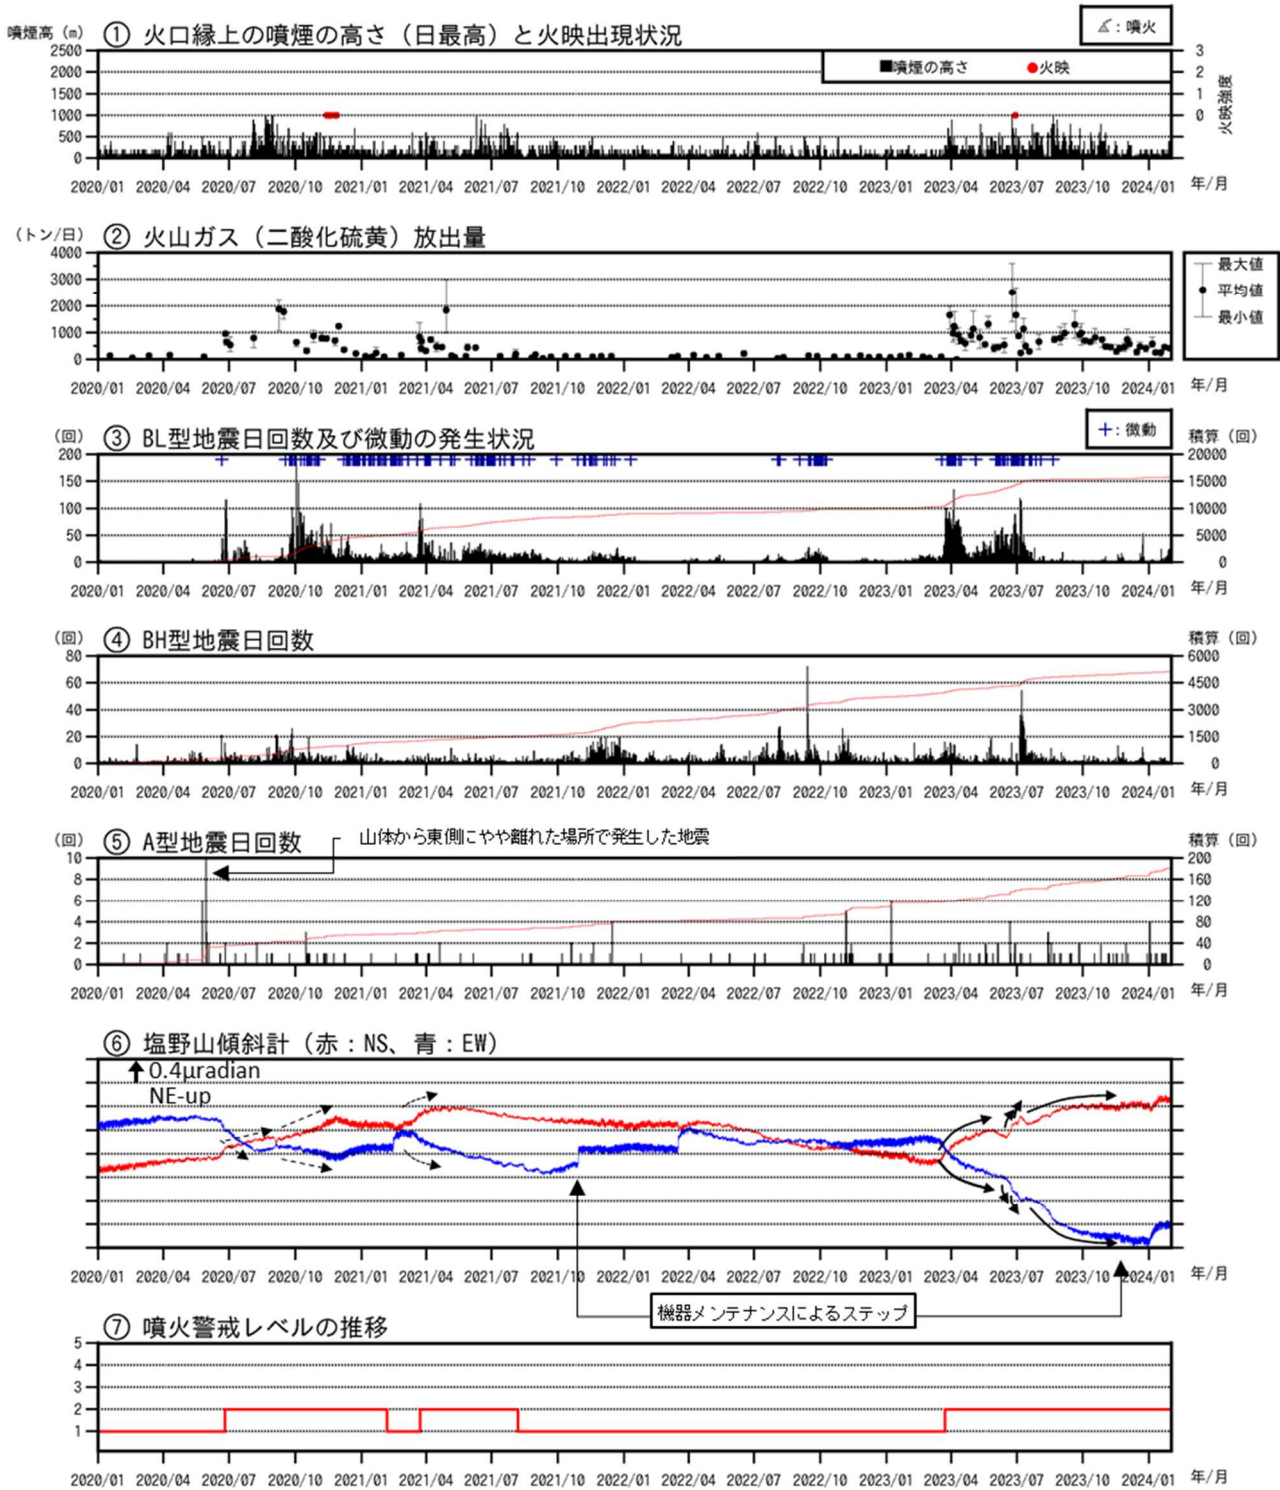 噴煙高（m） ① 火口縁上の噴煙の高さ（日最高）と火映出現状況
: 噴火
噴煙の高さ 火映
2500 3
2000 2
1500 1
1000 0
500
0
火映強度
2020/01 2020/04 2020/07 2020/10 2021/01 2021/04 2021/07 2021/10 2022/01 2022/04 2022/07 2022/10 2023/01 2023/04 2023/07 2023/10 2024/01 年/月
（トン/日） ② 火山ガス（二酸化硫黄）放出量
4000
3000
2000
1000
0
最大値
平均値
最小値
2020/01 2020/04 2020/07 2020/10 2021/01 2021/04 2021/07 2021/10 2022/01 2022/04 2022/07 2022/10 2023/01 2023/04 2023/07 2023/10 2024/01 年/月
（回） ③ BL型地震日回数及び微動の発生状況
+: 微動
積算（回）
200 20000
150 15000
100 10000
50 5000
0 0
2020/01 2020/04 2020/07 2020/10 2021/01 2021/04 2021/07 2021/10 2022/01 2022/04 2022/07 2022/10 2023/01 2023/04 2023/07 2023/10 2024/01 年/月
（回） ④ BH型地震日回数 積算（回）
80 6000
60 4500
40 3000
20 1500
0 0
2020/01 2020/04 2020/07 2020/10 2021/01 2021/04 2021/07 2021/10 2022/01 2022/04 2022/07 2022/10 2023/01 2023/04 2023/07 2023/10 2024/01 年/月
（回） ⑤ A型地震日回数 積算（回）
山体から東側にやや離れた場所で発生した地震
10 200
8 160
6 120
4 80
2 40
0 0
2020/01 2020/04 2020/07 2020/10 2021/01 2021/04 2021/07 2021/10 2022/01 2022/04 2022/07 2022/10 2023/01 2023/04 2023/07 2023/10 2024/01 年/月
⑥ 塩野山傾斜計（赤：NS、青：EW）
0.4μradian
NE-up
2020/01 2020/04 2020/07 2020/10 2021/01 2021/04 2021/07 2021/10 2022/01 2022/04 2022/07 2022/10 2023/01 2023/04 2023/07 2023/10 2024/01 年/月
機器メンテナンスによるステップ
⑦ 噴火警戒レベルの推移
5
4
3
2
1
2020/01 2020/04 2020/07 2020/10 2021/01 2021/04 2021/07 2021/10 2022/01 2022/04 2022/07 2022/10 2023/01 2023/04 2023/07 2023/10 2024/01 年/月